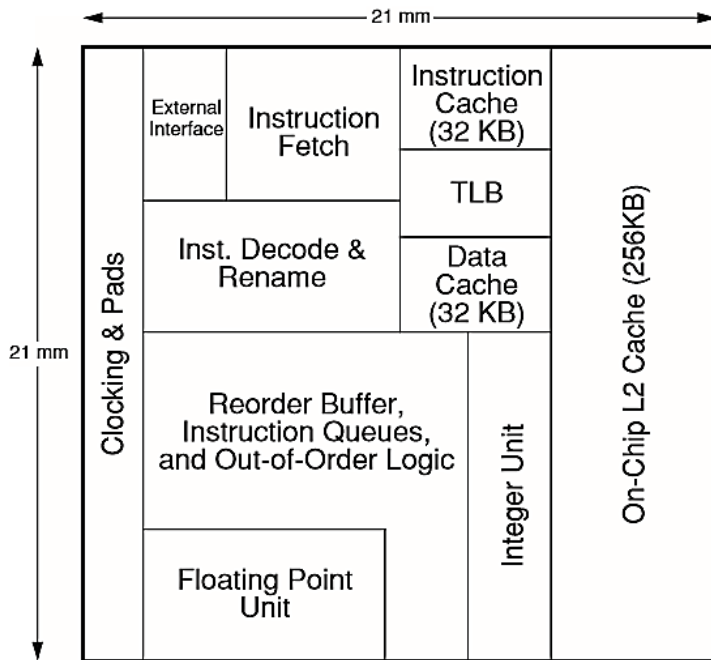 21 mm
External
Interface
Instruction
Fetch
Instruction
Cache
(32 KB)
TLB
Inst. Decode &
Rename
Data
Cache
(32 KB)
Clocking & Pads
21 mm
Reorder Buffer,
Instruction Queues,
and Out-of-Order Logic
Integer Unit
On-Chip L2 Cache (256KB)
Floating Point
Unit